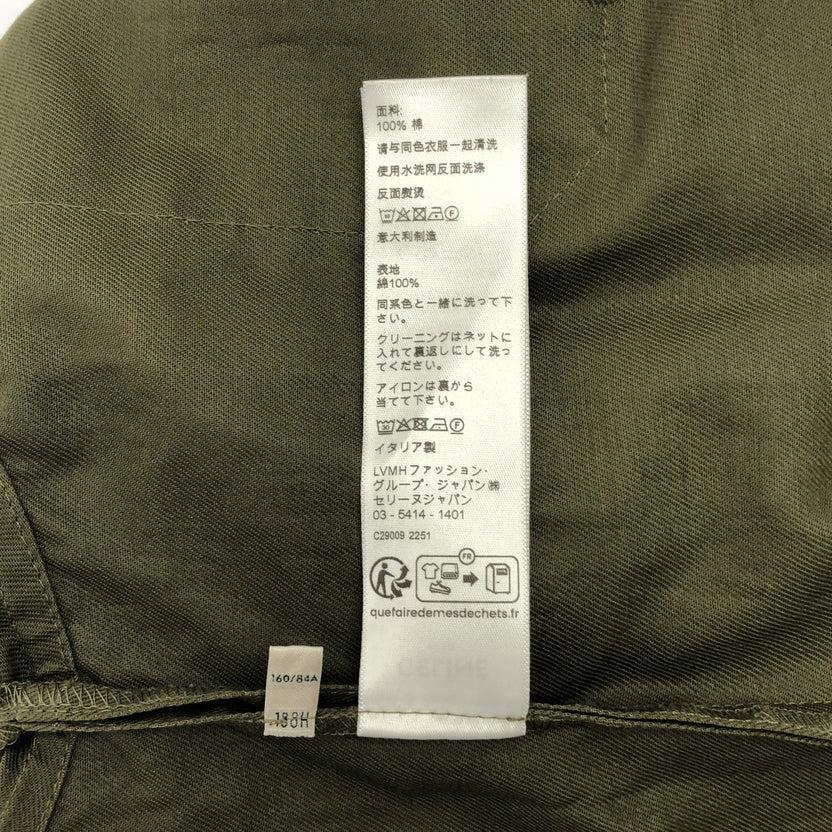 面料:
100% 棉
请与同色衣服一起清洗
使用水洗网反面洗涤
反面熨烫
意大利制造
表地
綿100%
同系色と一緒に洗って下
さい。
クリーニングはネットに
入れて裏返しにして洗っ
てください。
アイロンは裏から
当てて下さい。
イタリア製
LVMHファッション・
グループ・ジャパン㈱
セリーヌジャパン
03 - 5414 - 1401
C29009 2251
FR
quefairedemesdechets.fr
CELINE
160/84A